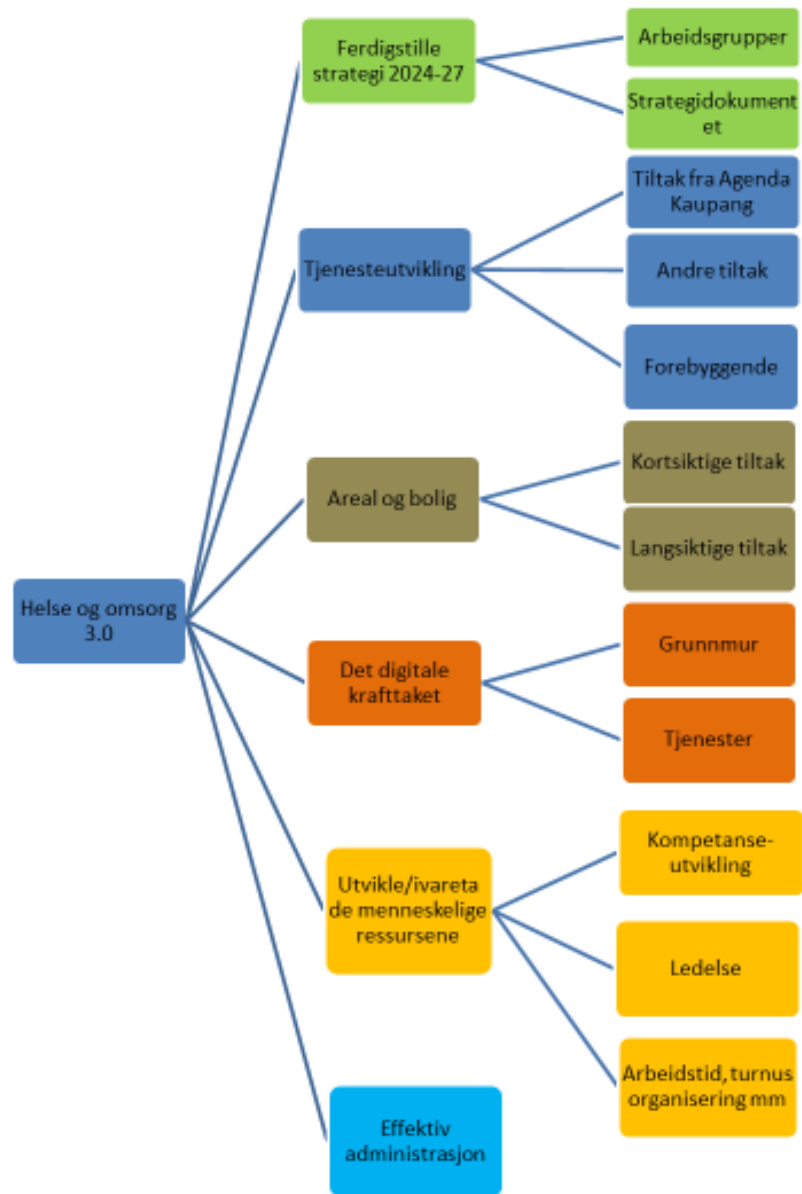 Ferdigstille
strategi 2024-27
Arbeidsgrupper
Strategidokument
et
Tjenesteutvikling
Tiltak fra Agenda
Kaupang
Andre tiltak
Forebyggende
Areal og bolig
Kortsiktige tiltak
Langsiktige tiltak
Helse og omsorg
3.0
Det digitale
krafttaket
Grunnmur
Tjenester
Utvikle/ivareta
de menneskelige
ressursene
Kompetanse-
utvikling
Ledelse
Arbeidstid, turnus
organisering mm
Effektiv
administrasjon